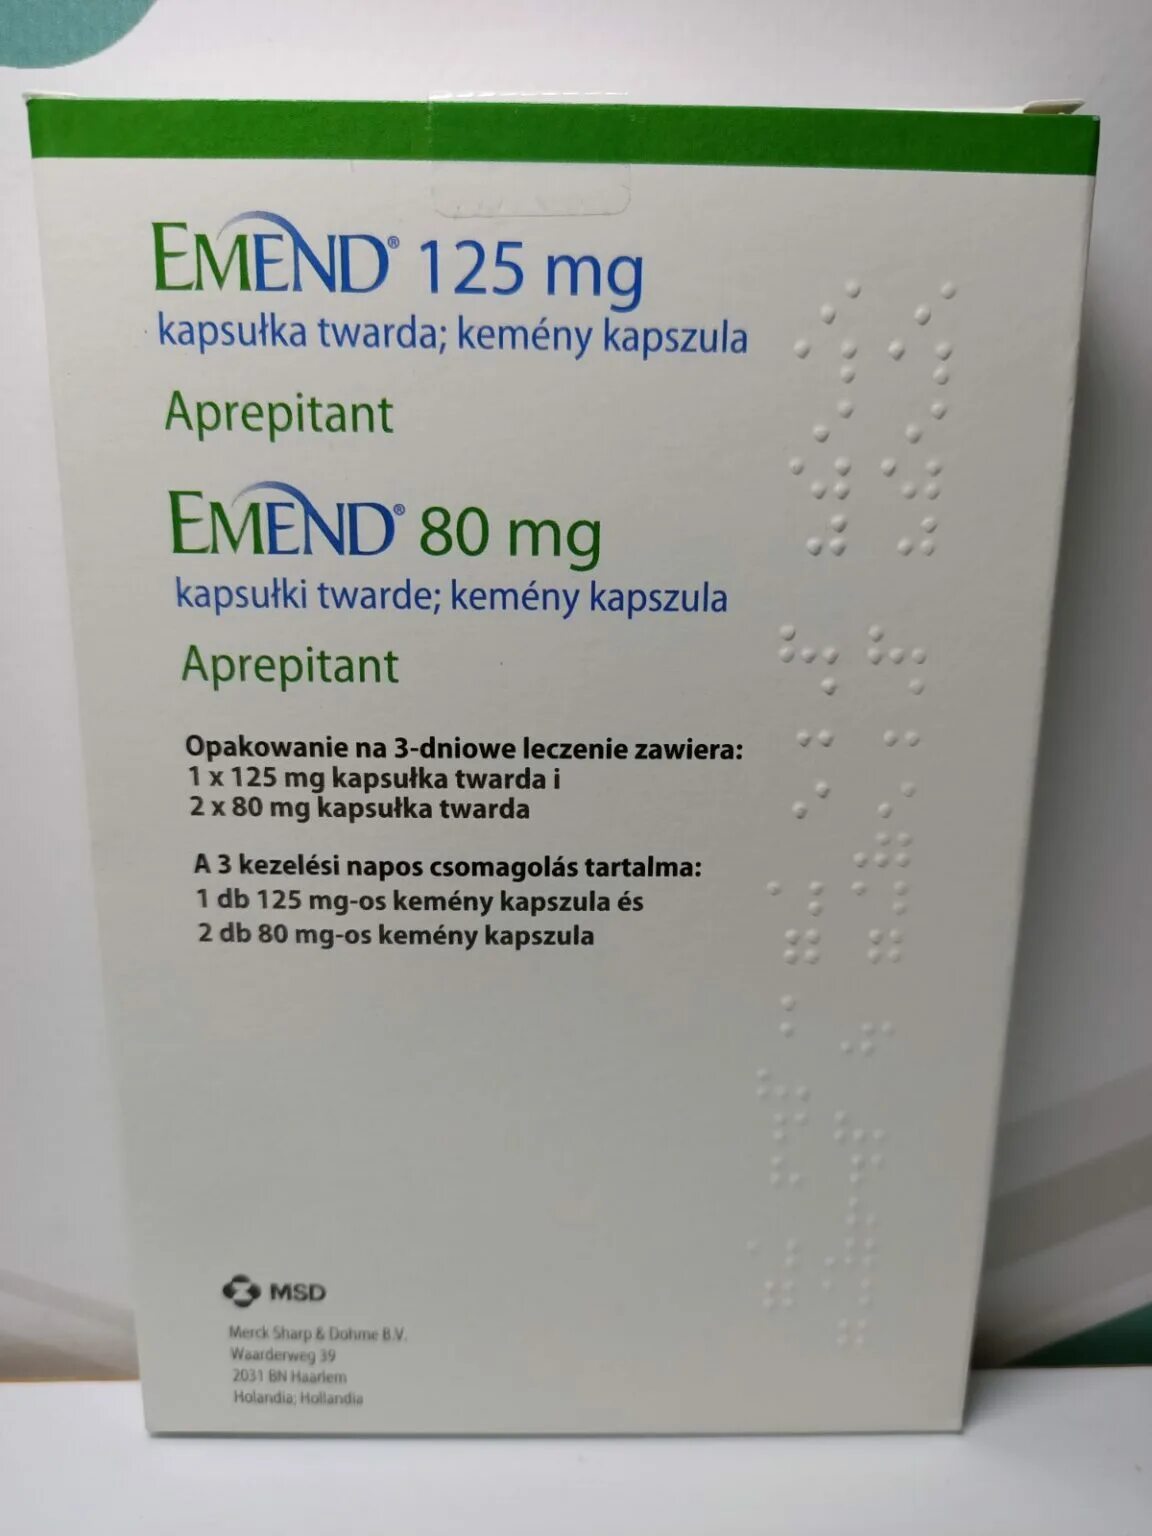 EMEND® 125 mg
kapsułka twarda; kemény kapszula
Aprepitant
EMEND® 80 mg
kapsułki twarde; kemény kapszula
Aprepitant
Opakowanie na 3-dniowe leczenie zawiera:
1 x 125 mg kapsułka twarda i
2 x 80 mg kapsułka twarda
A 3 kezelési napos csomagolás tartalma:
1 db 125 mg-os kemény kapszula és
2 db 80 mg-os kemény kapszula
MSD
Merck Sharp & Dohme B.V.
Waarderweg 39
2031 BN Haarlem
Holandia; Hollandia